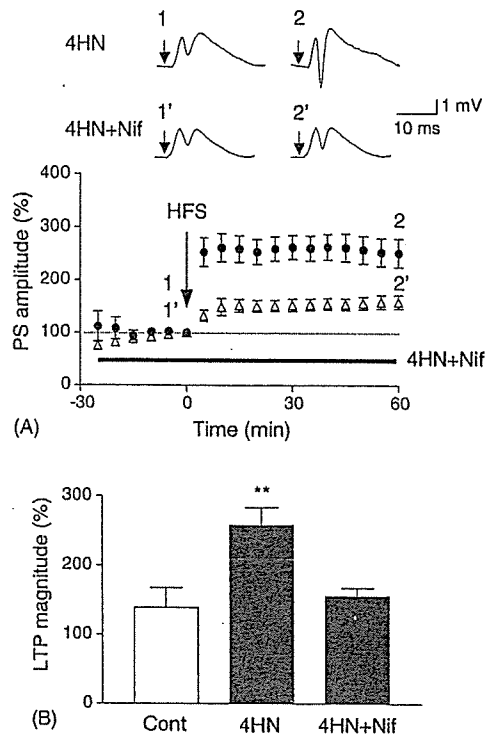 1
2
4HN
1'
2'
4HN+Nif
1 mV
10 ms
400
300
200
100
0
PS amplitude (%)
HFS
1
1'
2
2'
4HN+Nif
-30
0
30
60
Time (min)
(A)
300
200
100
0
LTP magnitude (%)
**
Cont
4HN
4HN+Nif
(B)